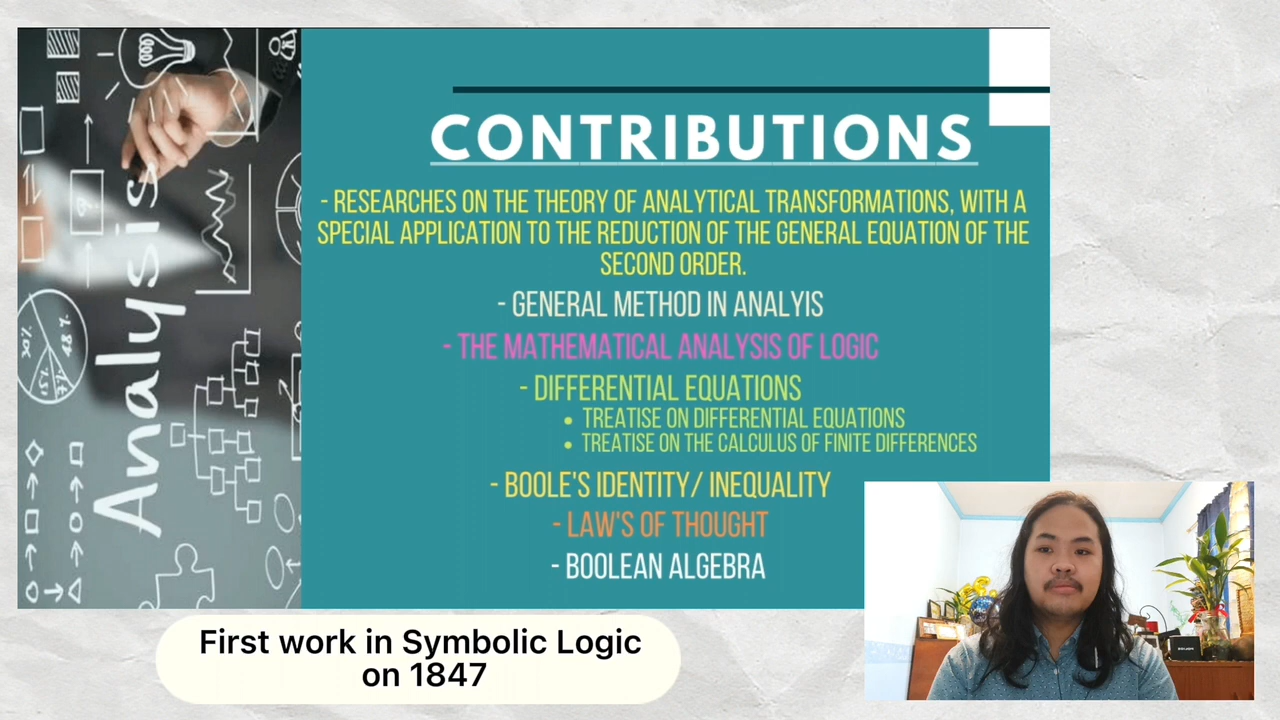 Analysis
30%
48%
?
CONTRIBUTIONS
- RESEARCHES ON THE THEORY OF ANALYTICAL TRANSFORMATIONS, WITH A
SPECIAL APPLICATION TO THE REDUCTION OF THE GENERAL EQUATION OF THE
SECOND ORDER.
- GENERAL METHOD IN ANALYIS
- THE MATHEMATICAL ANALYSIS OF LOGIC
- DIFFERENTIAL EQUATIONS
• TREATISE ON DIFFERENTIAL EQUATIONS
• TREATISE ON THE CALCULUS OF FINITE DIFFERENCES
- BOOLE'S IDENTITY/ INEQUALITY
- LAW'S OF THOUGHT
- BOOLEAN ALGEBRA
First work in Symbolic Logic
on 1847